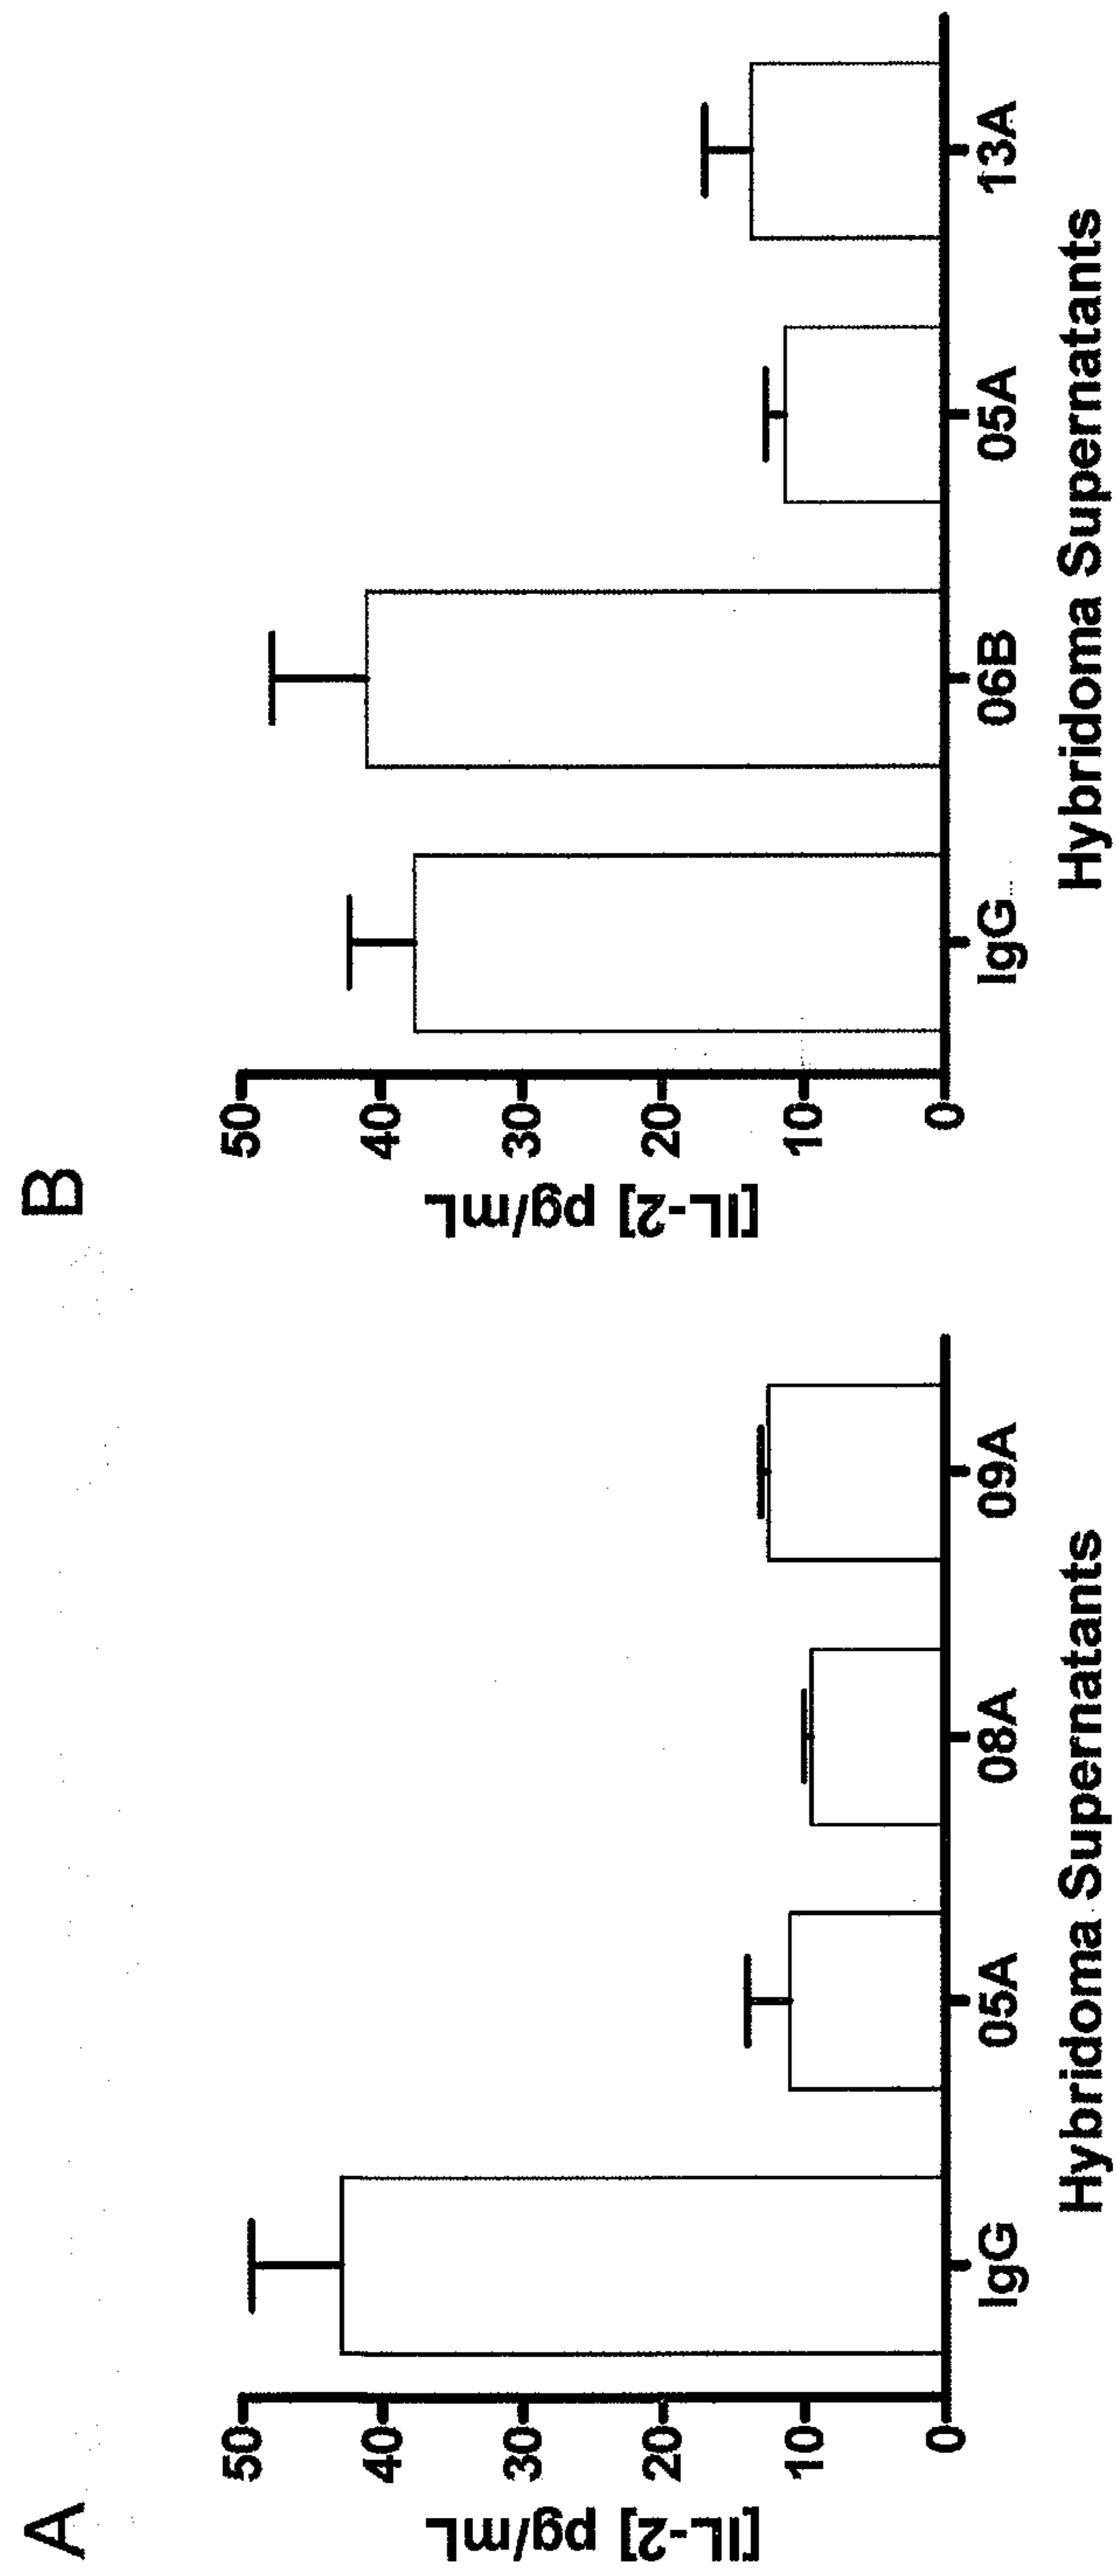 A
[IL-2] pg/mL
50
40
30
20
10
0
IgG 05A 08A 09A
Hybridoma Supernatants
B
[IL-2] pg/mL
50
40
30
20
10
0
IgG 06B 05A 13A
Hybridoma Supernatants